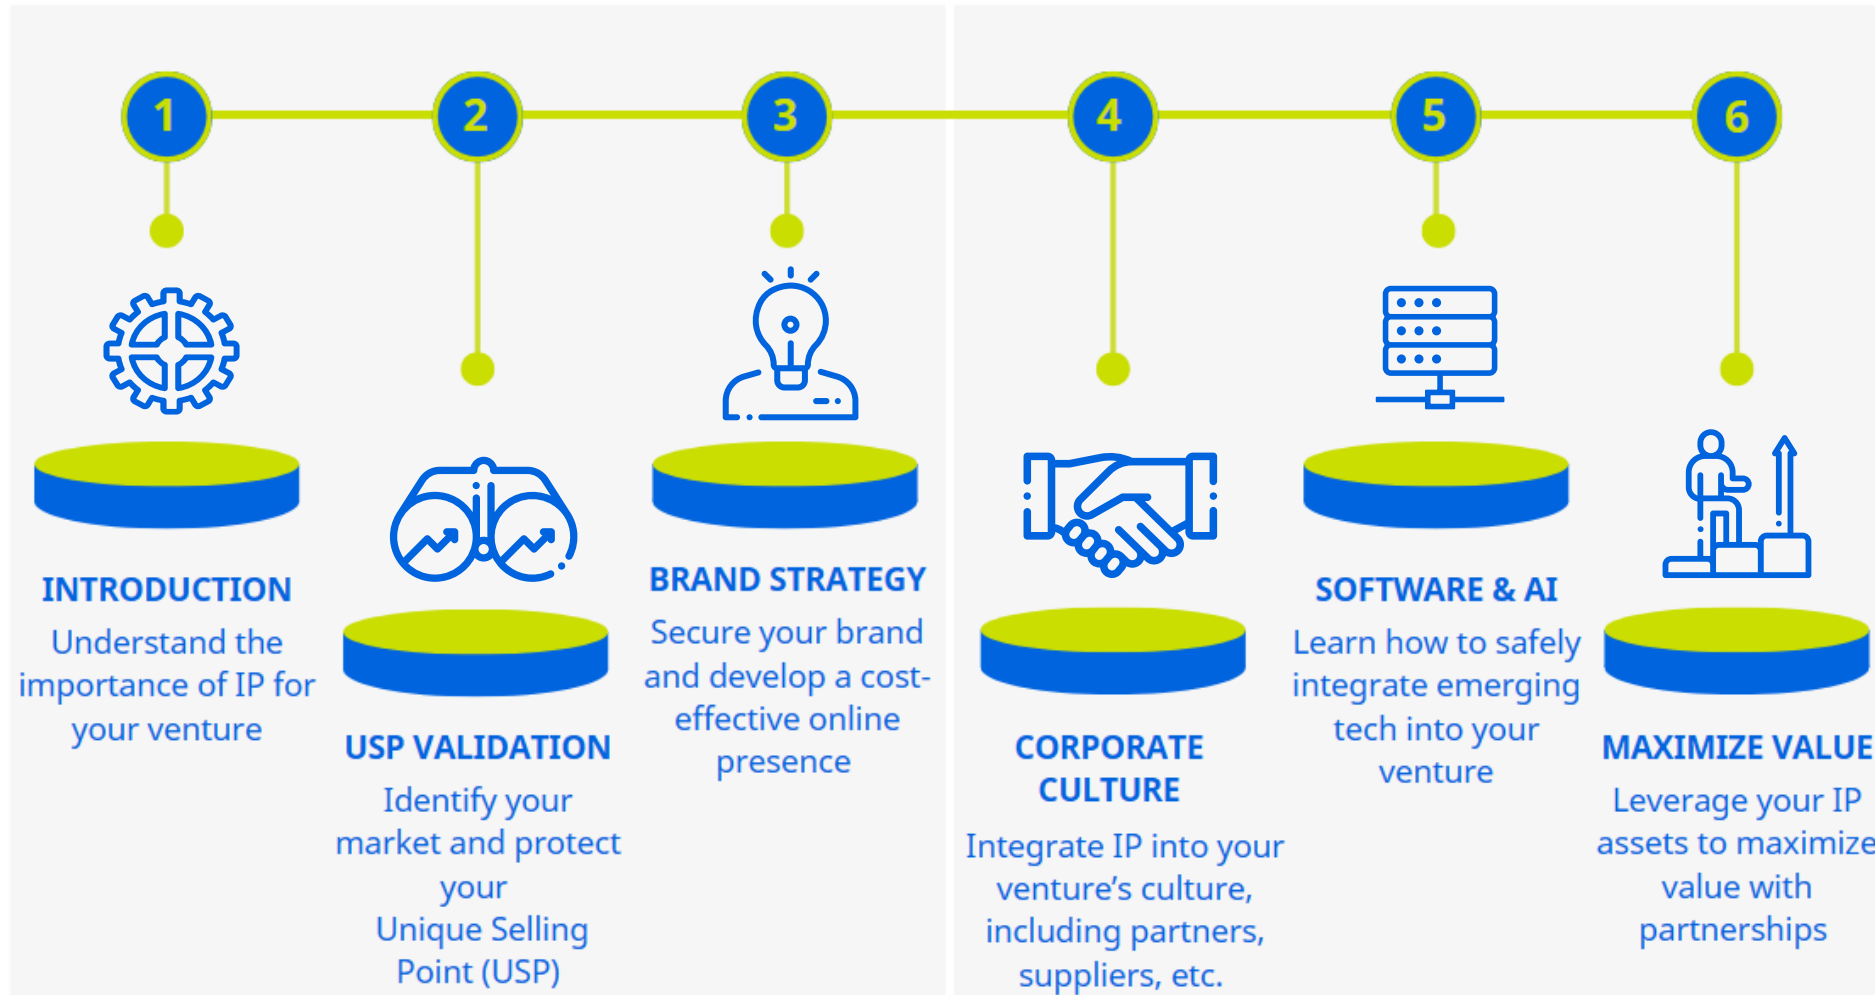 1
2
3
4
5
6
INTRODUCTION
Understand the
importance of IP for
your venture
USP VALIDATION
Identify your
market and protect
your
Unique Selling
Point (USP)
BRAND STRATEGY
Secure your brand
and develop a cost-
effective online
presence
CORPORATE
CULTURE
Integrate IP into your
venture’s culture,
including partners,
suppliers, etc.
SOFTWARE & AI
Learn how to safely
integrate emerging
tech into your
venture
MAXIMIZE VALUE
Leverage your IP
assets to maximize
value with
partnerships